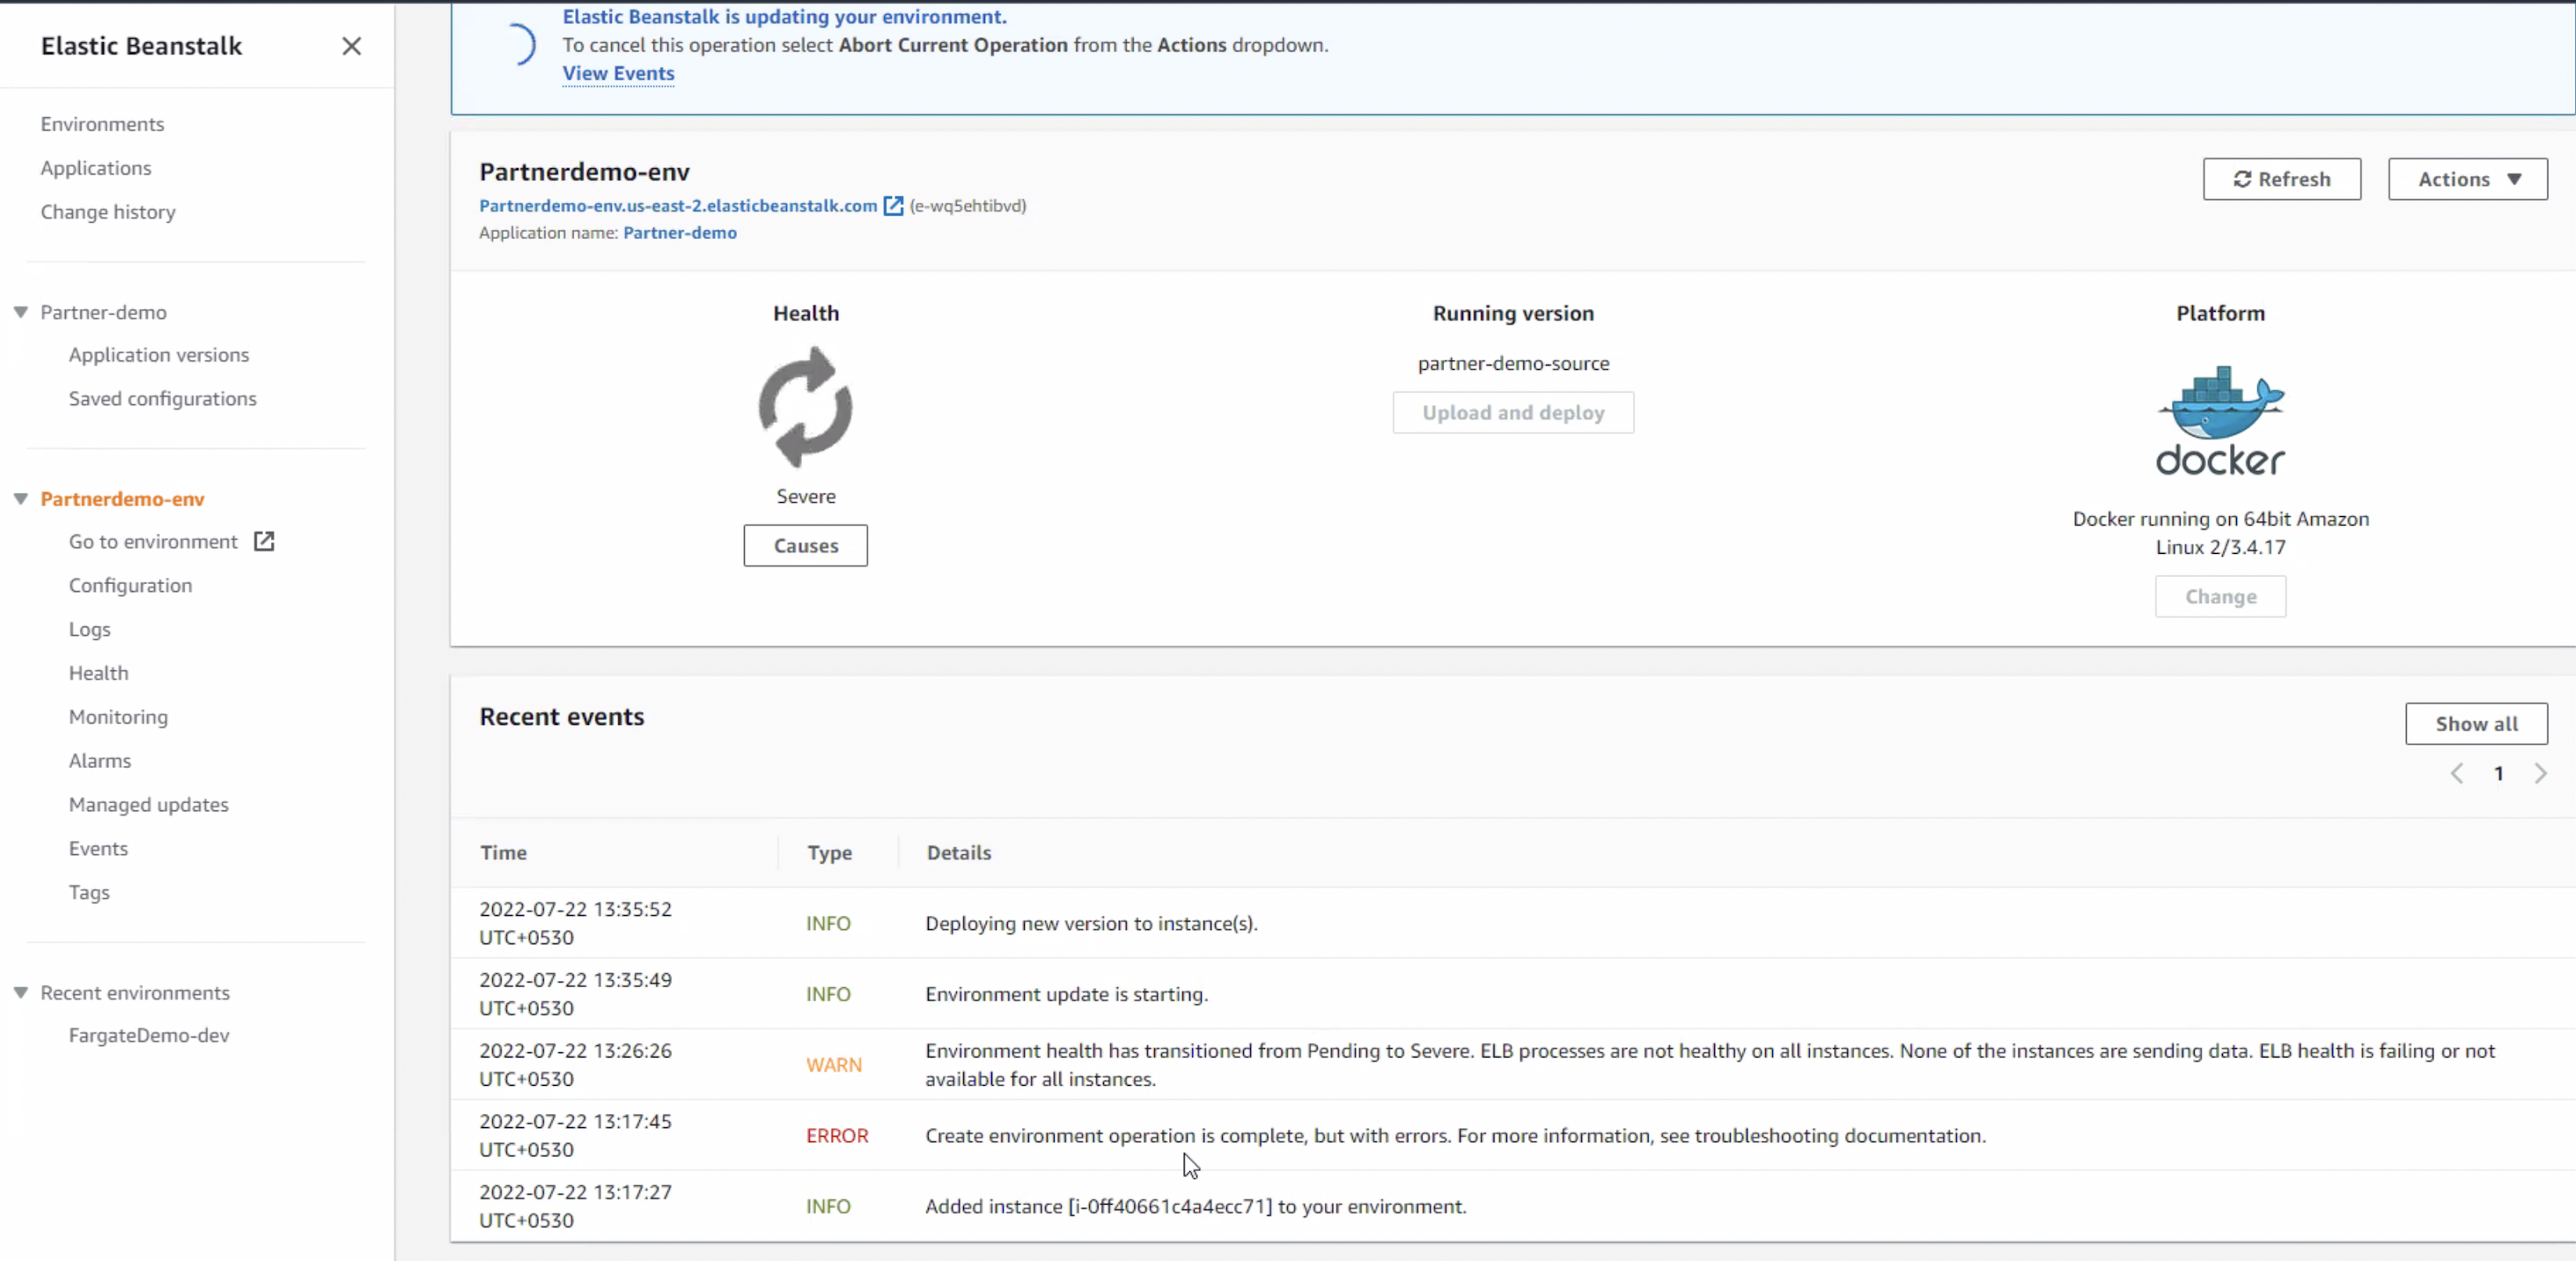 Elastic Beanstalk
Environments
Applications
Change history
Partner-demo
Application versions
Saved configurations
Partnerdemo-env
Go to environment
Configuration
Logs
Health
Monitoring
Alarms
Managed updates
Events
Tags
Recent environments
FargateDemo-dev
Elastic Beanstalk is updating your environment.
To cancel this operation select Abort Current Operation from the Actions dropdown.
View Events
Partnerdemo-env
Partnerdemo-env.us-east-2.elasticbeanstalk.com (e-wq5ehtibvd)
Application name: Partner-demo
Refresh
Actions
Health
Severe
Causes
Running version
partner-demo-source
Upload and deploy
Platform
docker
Docker running on 64bit Amazon
Linux 2/3.4.17
Change
Recent events
Show all
1
Time Type Details
2022-07-22 13:35:52
UTC+0530
INFO
Deploying new version to instance(s).
2022-07-22 13:35:49
UTC+0530
INFO
Environment update is starting.
2022-07-22 13:26:26
UTC+0530
WARN
Environment health has transitioned from Pending to Severe. ELB processes are not healthy on all instances. None of the instances are sending data. ELB health is failing or not
available for all instances.
2022-07-22 13:17:45
UTC+0530
ERROR
Create environment operation is complete, but with errors. For more information, see troubleshooting documentation.
2022-07-22 13:17:27
UTC+0530
INFO
Added instance [i-0ff40661c4a4ecc71] to your environment.